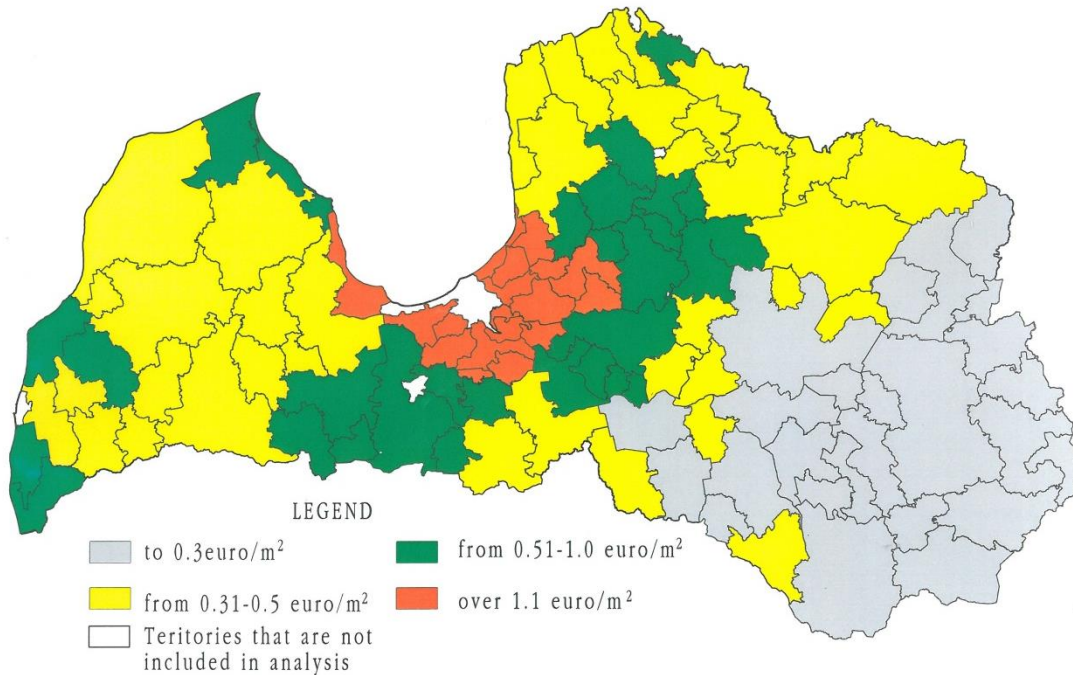 LEGEND
to 0.3euro/m²
from 0.51-1.0 euro/m²
from 0.31-0.5 euro/m²
over 1.1 euro/m²
Teritories that are not
included in analysis